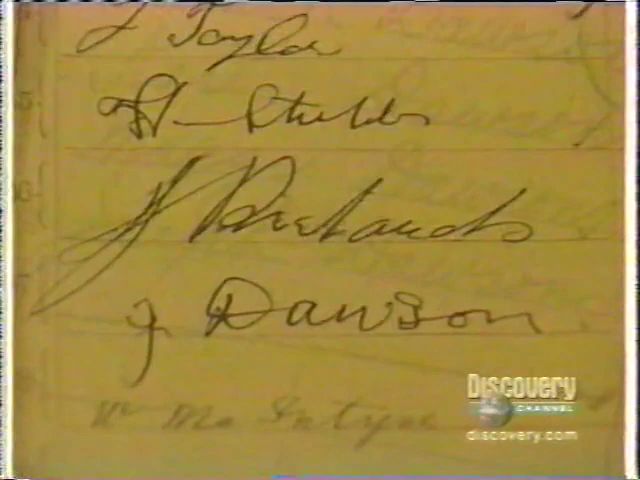 J Taylor
H Stubbs
J Richards
J Dawson
Wm McIntyre
Discovery
CHANNEL
discovery.com